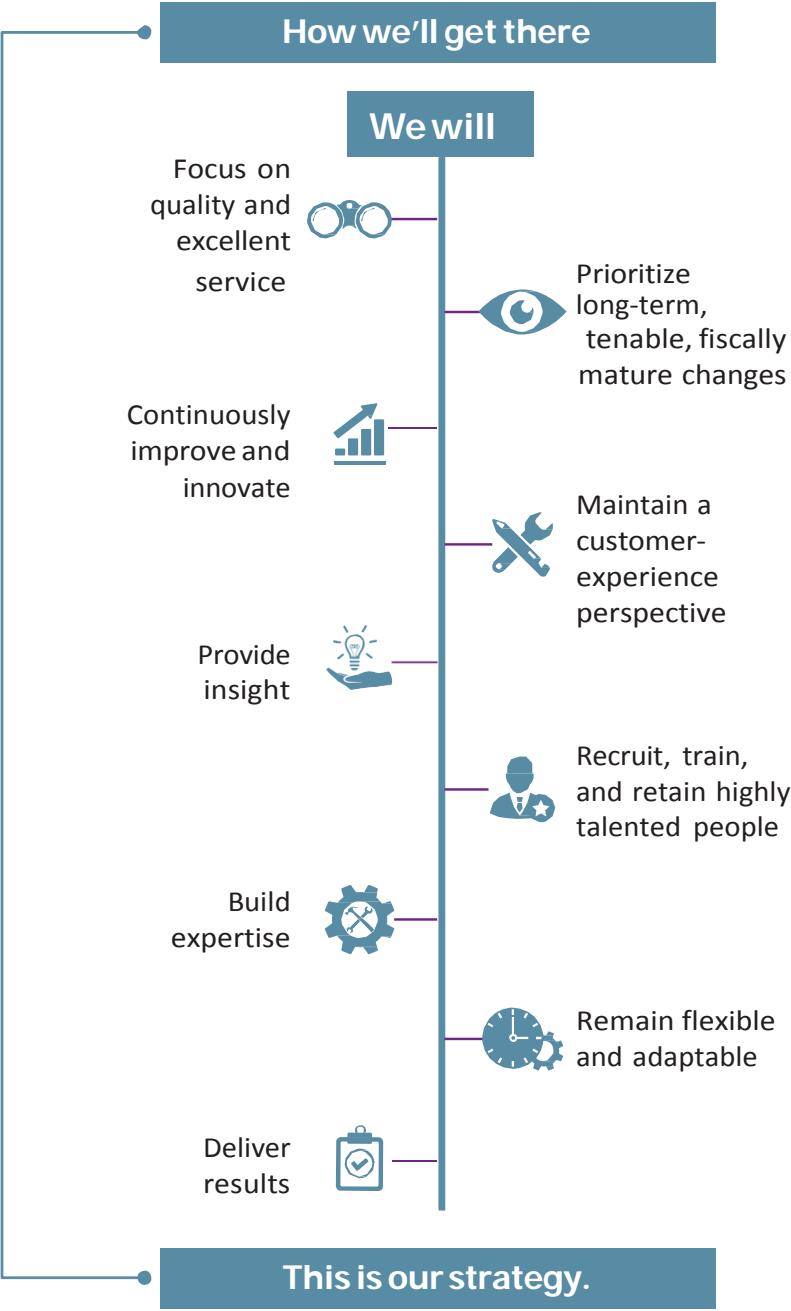 How we'll get there
We will
Focus on
quality and
excellent
service
Prioritize
long-term,
tenable, fiscally
mature changes
Continuously
improve and
innovate
Maintain a
customer-
experience
perspective
Provide
insight
Recruit, train,
and retain highly
talented people
Build
expertise
Remain flexible
and adaptable
Deliver
results
This is our strategy.